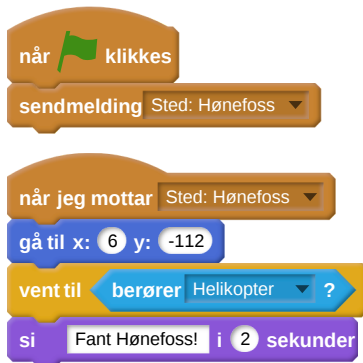 når klikkes
sendmelding Sted: Hønefoss
når jeg mottar Sted: Hønefoss
gå til x: 6 y: -112
vent til berører Helikopter ?
si Fant Hønefoss! i 2 sekunder